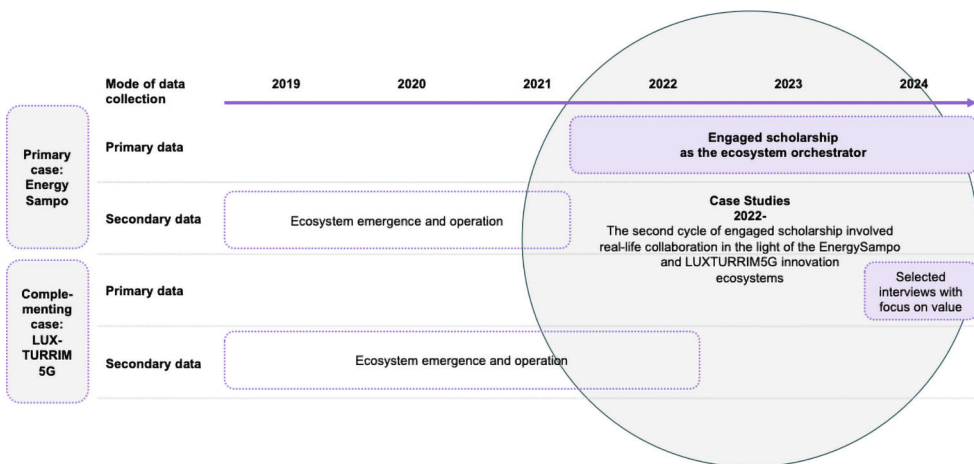 Mode of data
collection
2019 2020 2021 2022 2023 2024
Primary
case:
Energy
Sampo
Primary data
Engaged scholarship
as the ecosystem orchestrator
Secondary data
Ecosystem emergence and operation
Case Studies
2022-
The second cycle of engaged scholarship involved
real-life collaboration in the light of the EnergySampo
and LUXTURRIM5G innovation
ecosystems
Comple-
menting
case:
LUX-
TURRIM
5G
Primary data
Selected
interviews with
focus on value
Secondary data
Ecosystem emergence and operation